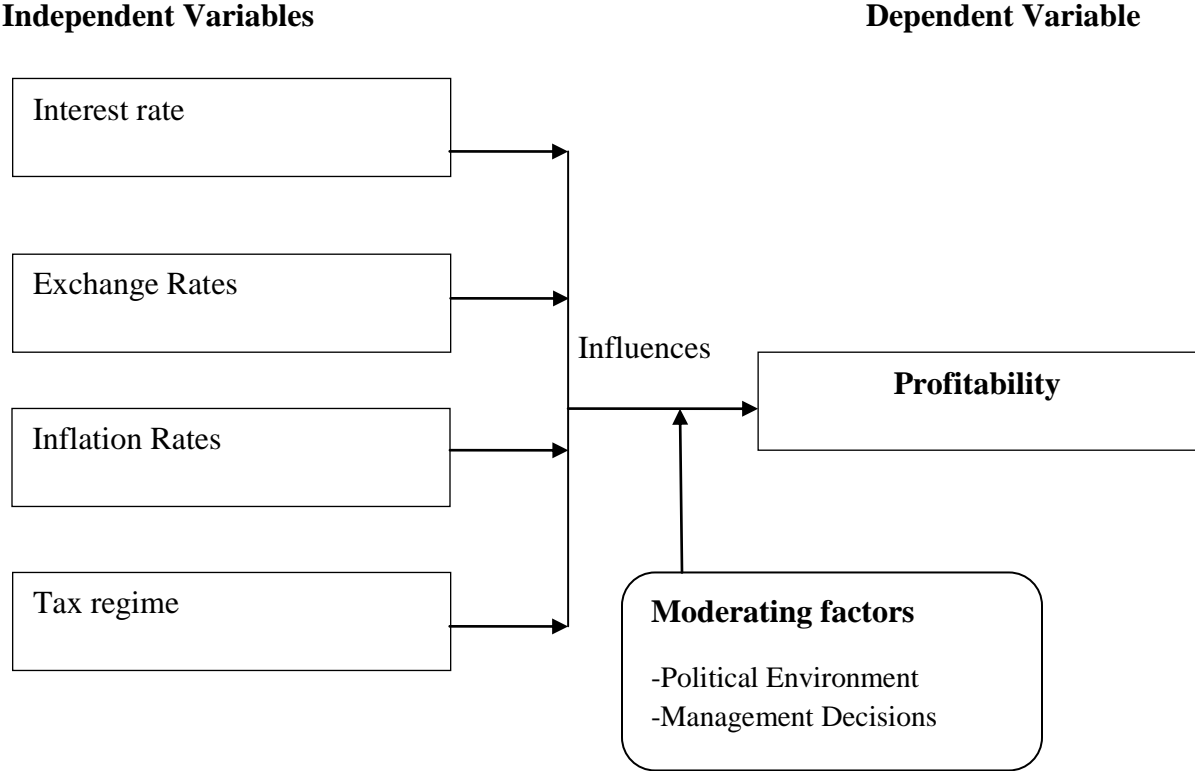 Independent Variables
Dependent Variable
Interest rate
Exchange Rates
Influences
Profitability
Inflation Rates
Tax regime
Moderating factors
-Political Environment
-Management Decisions